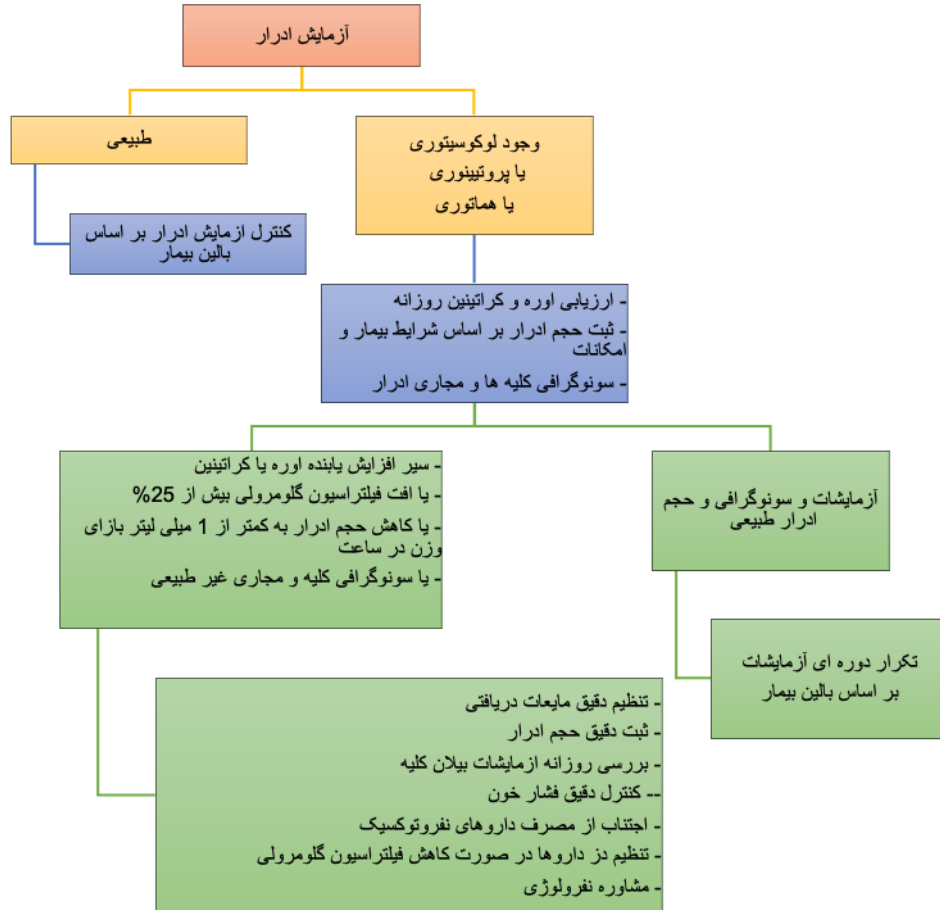 آزمایش ادرار
طبیعی
وجود لوکوسیتوری
یا پروتیینوری
یا هماتوری
کنترل ازمایش ادرار بر اساس
بالین بیمار
- ارزیابی اوره و کراتینین روزانه
- ثبت حجم ادرار بر اساس شرایط بیمار و
امکانات
- سونوگرافی کلیه ها و مجاری ادرار
- سیر افزایش یابنده اوره یا کراتینین
- یا افت فیلتراسیون گلومرولی بیش از 25%
- یا کاهش حجم ادرار به کمتر از 1 میلی لیتر بازای
وزن در ساعت
- یا سونوگرافی کلیه و مجاری غیر طبیعی
آزمایشات و سونوگرافی و حجم
ادرار طبیعی
تکرار دوره ای آزمایشات
بر اساس بالین بیمار
- تنظیم دقیق مایعات دریافتی
- ثبت دقیق حجم ادرار
- بررسی روزانه ازمایشات بیلان کلیه
-- کنترل دقیق فشار خون
- اجتناب از مصرف داروهای نفروتوکسیک
- تنظیم دز داروها در صورت کاهش فیلتراسیون گلومرولی
- مشاوره نفرولوژی